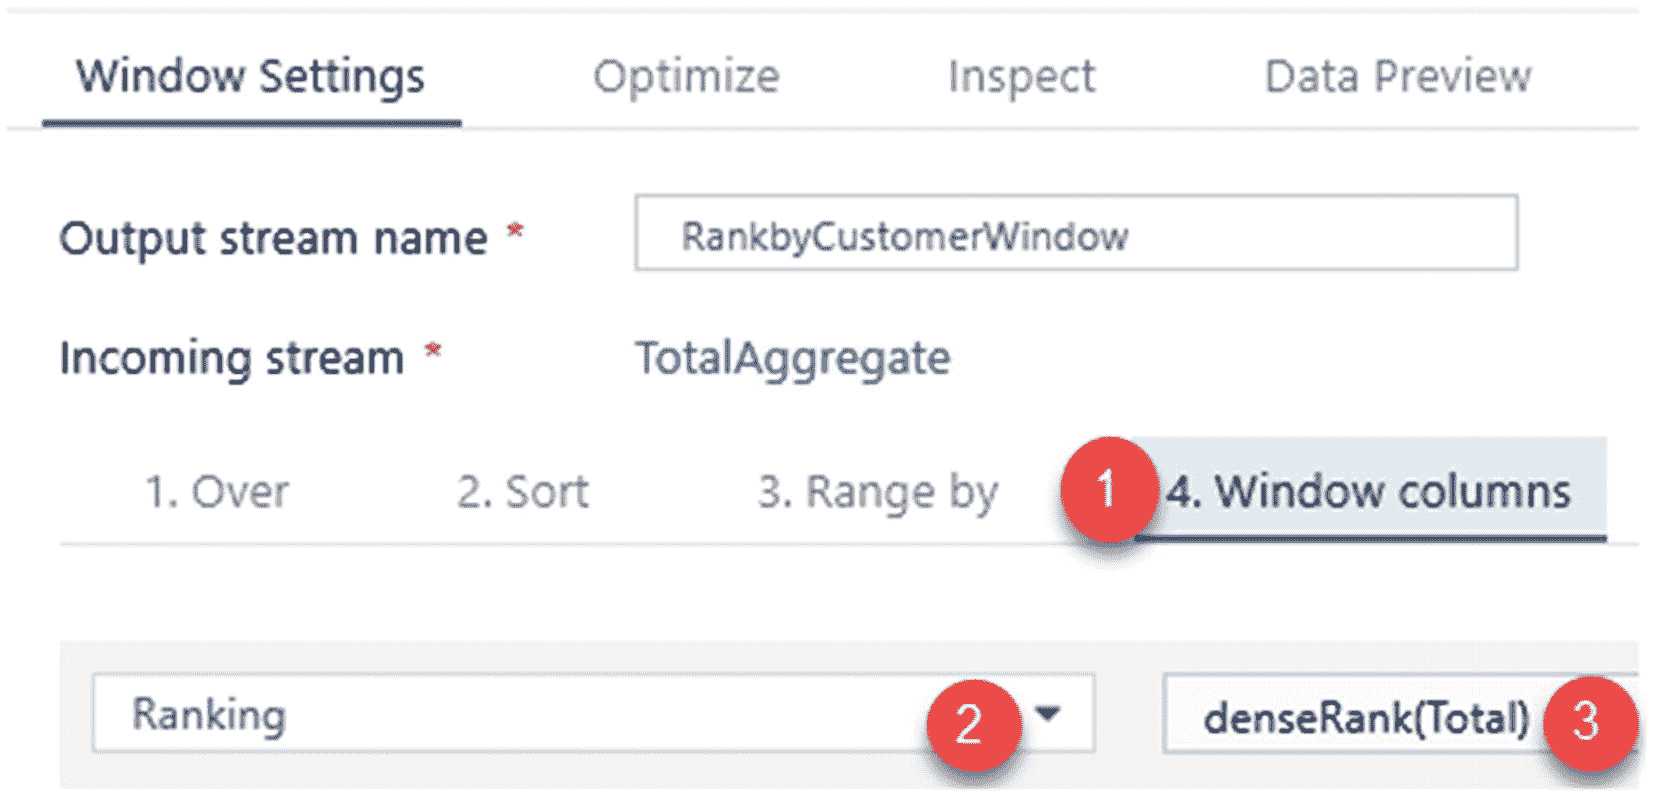 Window Settings Optimize Inspect Data Preview
Output stream name * RankbyCustomerWindow
Incoming stream * TotalAggregate
1. Over 2. Sort 3. Range by 1 4. Window columns
Ranking 2 denseRank(Total) 3